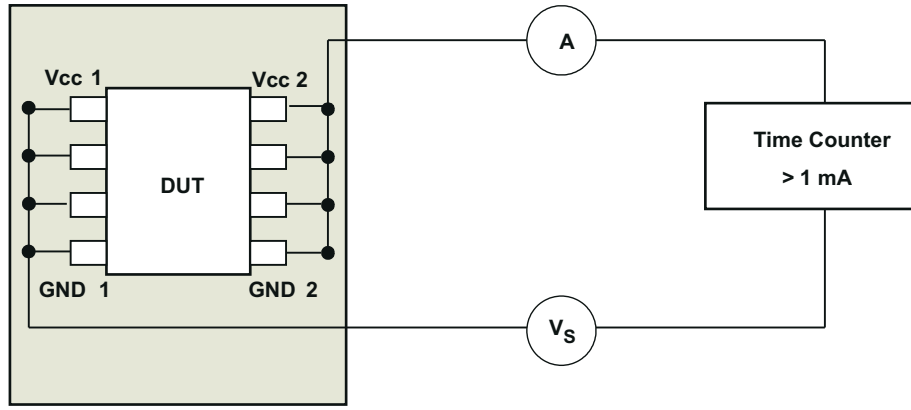 A
Vcc 1
Vcc 2
Time Counter
> 1 mA
DUT
GND 1
GND 2
VS